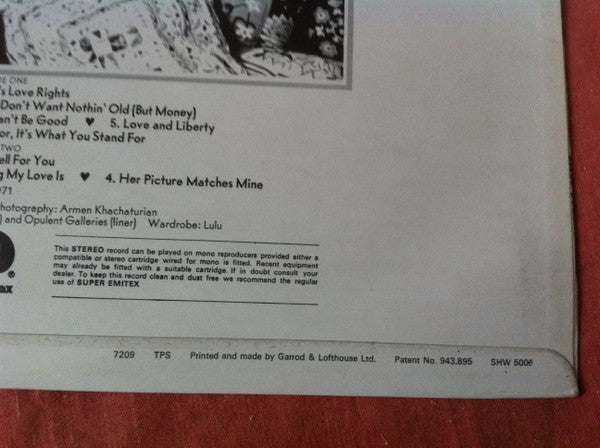 DE ONE
's Love Rights
Don't Want Nothin' Old (But Money)
an't Be Good ♥ 5. Love and Liberty
or, It's What You Stand For
TWO
ell For You
g My Love Is ♥ 4. Her Picture Matches Mine
971
hotography: Armen Khachaturian
) and Opulent Galleries (liner) Wardrobe: Lulu
®
ax
This STEREO record can be played on mono reproducers provided either a
compatible or stereo cartridge wired for mono is fitted. Recent equipment
may already be fitted with a suitable cartridge. If in doubt consult your
dealer. To keep this record clean and dust free we recommend the regular
use of SUPER EMITEX
7209 TPS Printed and made by Garrod & Lofthouse Ltd. Patent No. 943,895 SHW 5006